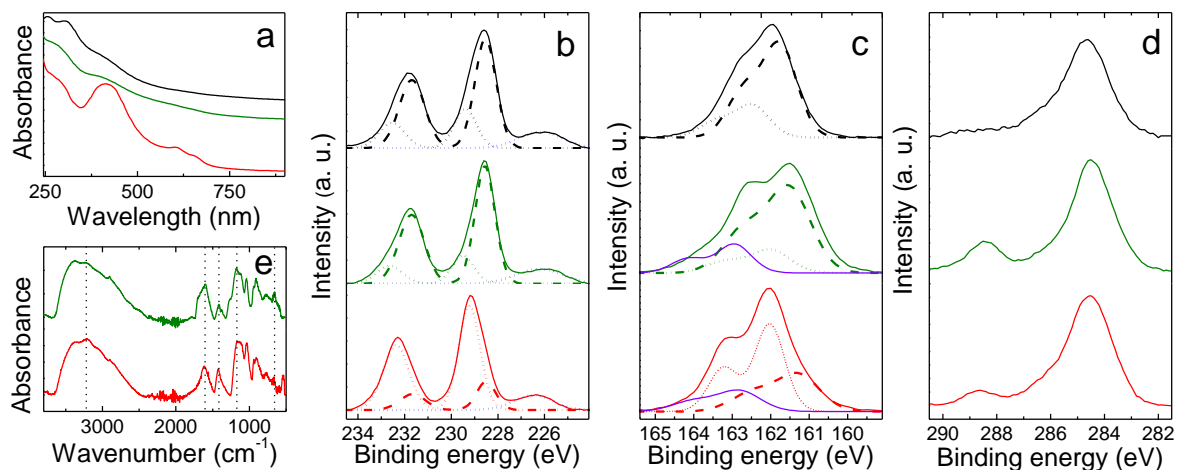 a
Absorbance
250 500 750
Wavelength (nm)
e
Absorbance
3000 2000 1000
Wavenumber (cm-1)
b
Intensity (a. u.)
234 232 230 228 226
Binding energy (eV)
c
Intensity (a. u.)
165 164 163 162 161 160
Binding energy (eV)
d
Intensity (a. u.)
290 288 286 284 282
Binding energy (eV)